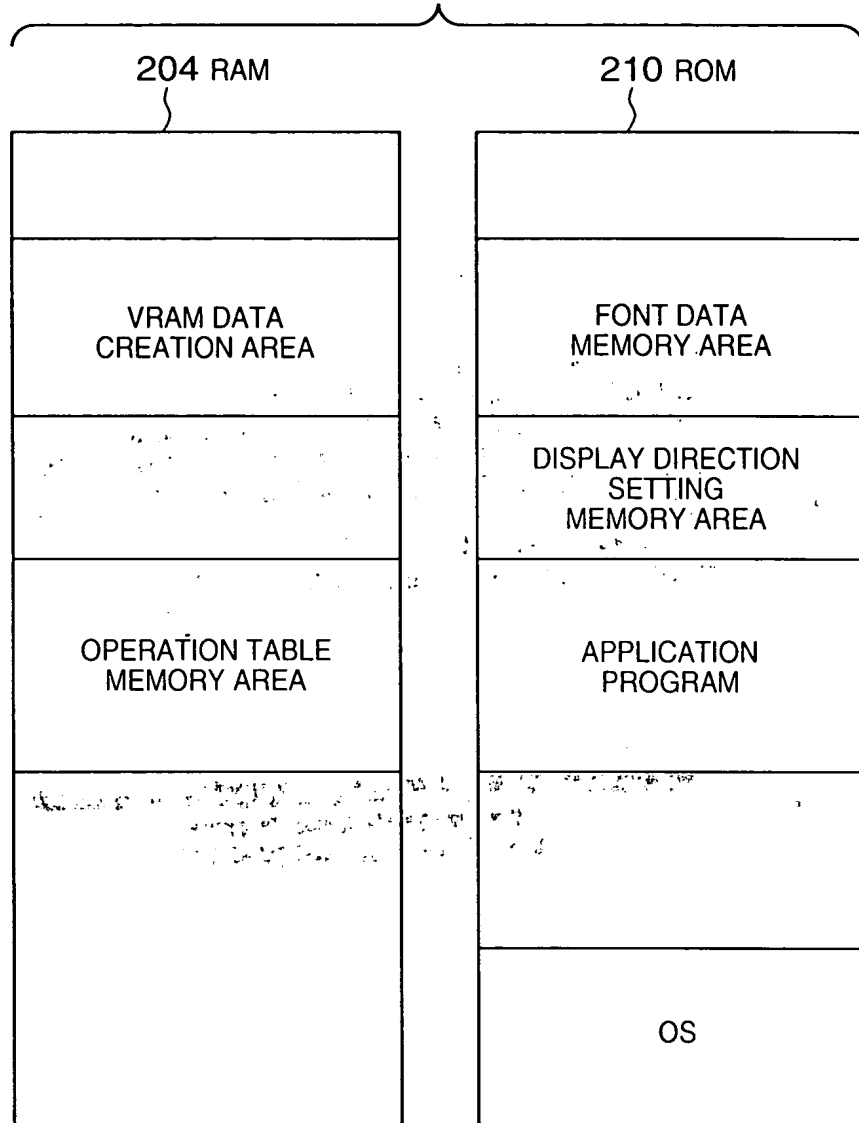 204 RAM
210 ROM
VRAM DATA
CREATION AREA
FONT DATA
MEMORY AREA
DISPLAY DIRECTION
SETTING
MEMORY AREA
OPERATION TABLE
MEMORY AREA
APPLICATION
PROGRAM
OS